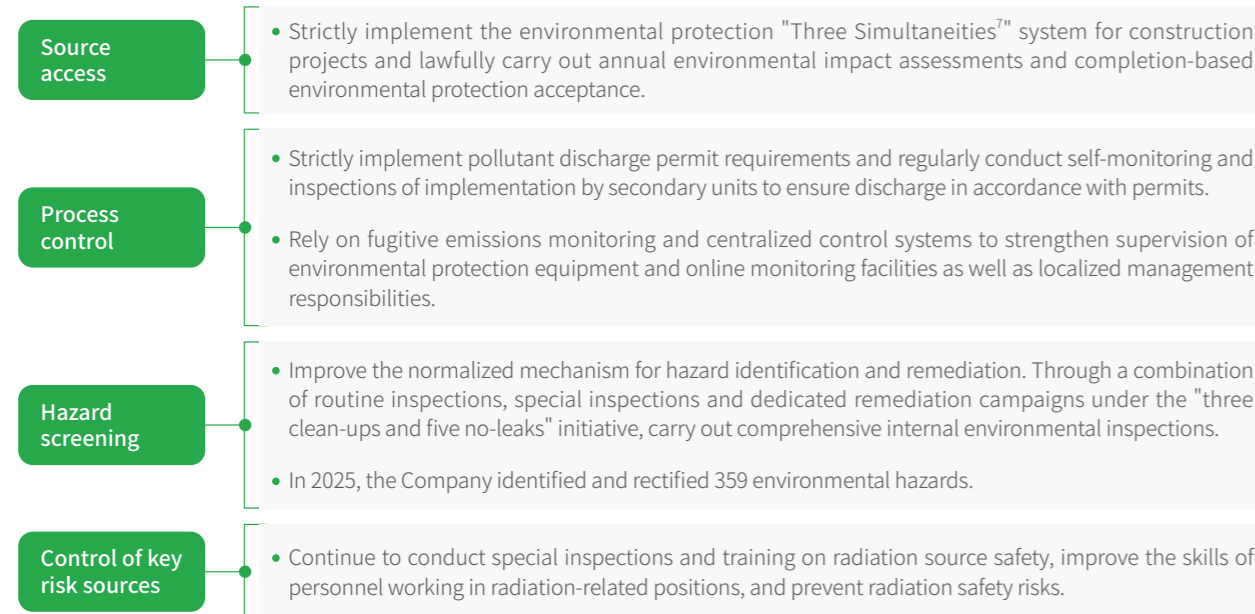 Source
access
• Strictly implement the environmental protection "Three Simultaneities7" system for construction
projects and lawfully carry out annual environmental impact assessments and completion-based
environmental protection acceptance.
Process
control
• Strictly implement pollutant discharge permit requirements and regularly conduct self-monitoring and
inspections of implementation by secondary units to ensure discharge in accordance with permits.
• Rely on fugitive emissions monitoring and centralized control systems to strengthen supervision of
environmental protection equipment and online monitoring facilities as well as localized management
responsibilities.
Hazard
screening
• Improve the normalized mechanism for hazard identification and remediation. Through a combination
of routine inspections, special inspections and dedicated remediation campaigns under the "three
clean-ups and five no-leaks" initiative, carry out comprehensive internal environmental inspections.
• In 2025, the Company identified and rectified 359 environmental hazards.
Control of key
risk sources
• Continue to conduct special inspections and training on radiation source safety, improve the skills of
personnel working in radiation-related positions, and prevent radiation safety risks.